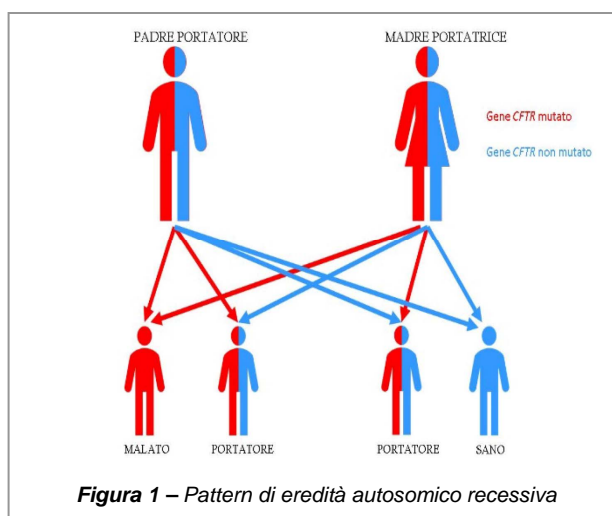 PADRE PORTATORE
MADRE PORTATRICE
Gene CFTR mutato
Gene CFTR non mutato
MALATO
PORTATORE
PORTATORE
SANO
Figura 1 – Pattern di eredità autosomico recessiva